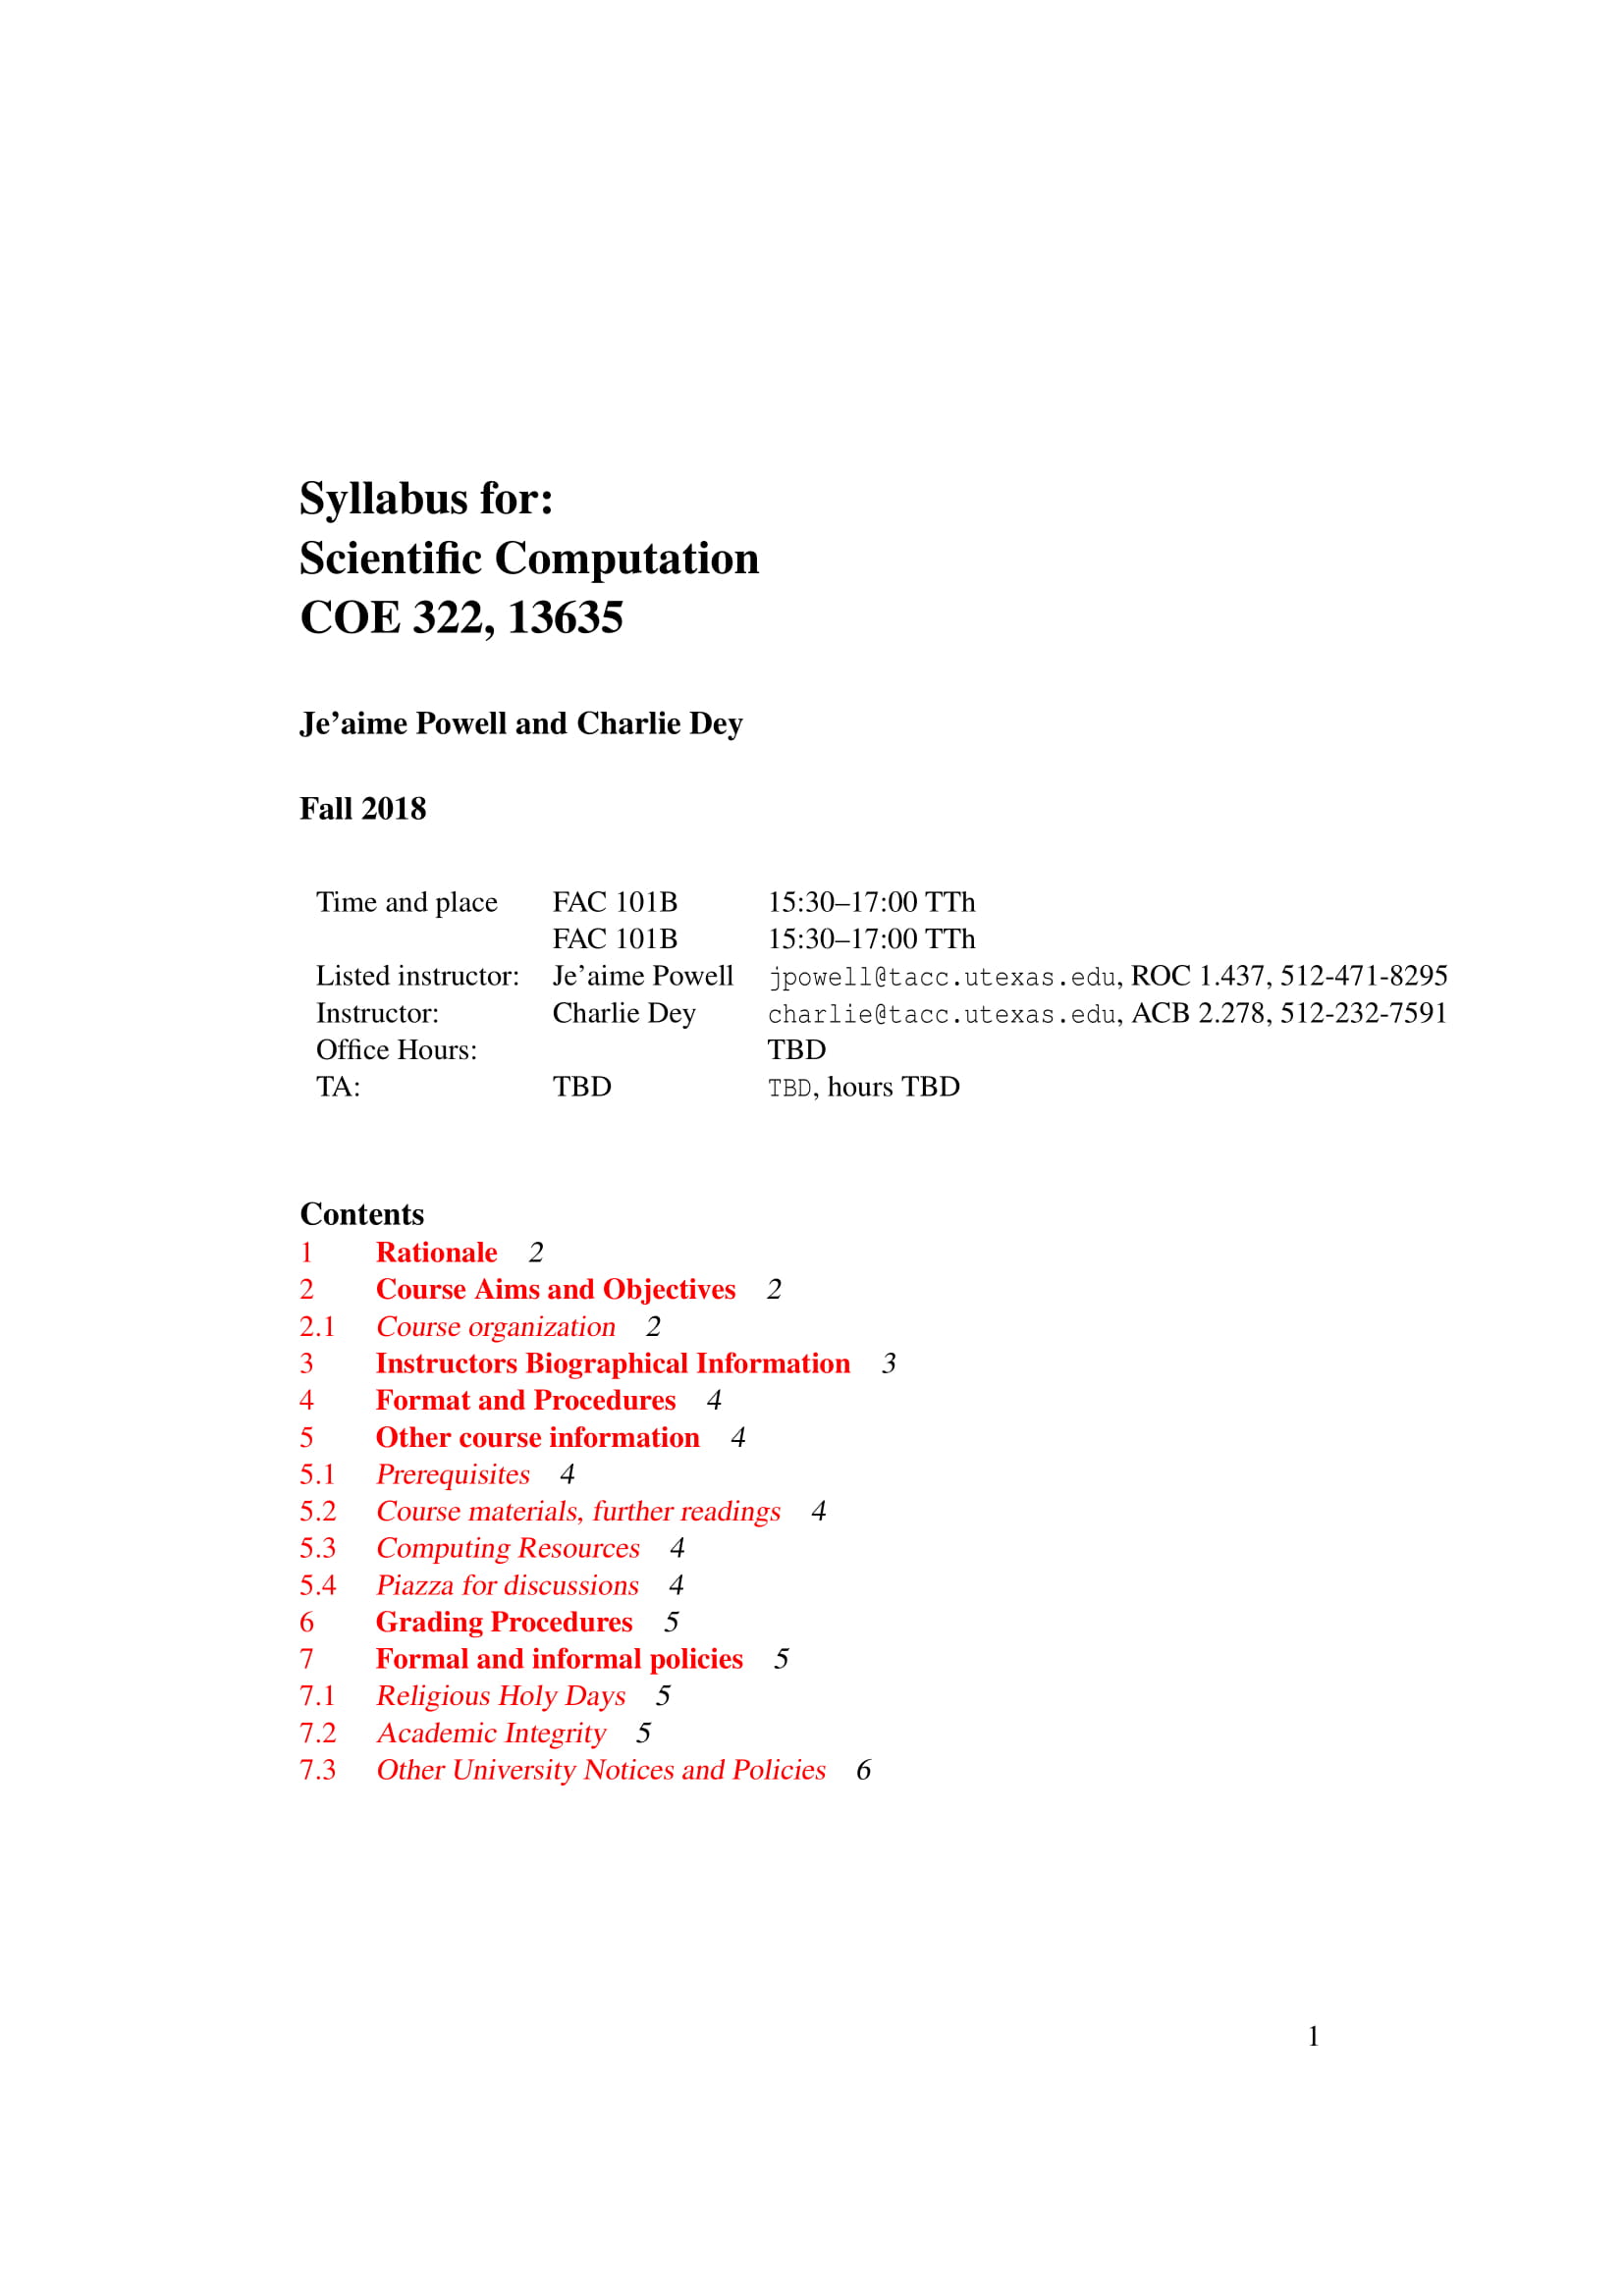 Syllabus for:
Scientific Computation
COE 322, 13635
Je'aime Powell and Charlie Dey
Fall 2018
Time and place FAC 101B 15:30–17:00 TTh
FAC 101B 15:30–17:00 TTh
Listed instructor: Je'aime Powell jpowell@tacc.utexas.edu, ROC 1.437, 512-471-8295
Instructor: Charlie Dey charlie@tacc.utexas.edu, ACB 2.278, 512-232-7591
Office Hours: TBD
TA: TBD TBD, hours TBD
Contents
1 Rationale 2
2 Course Aims and Objectives 2
2.1 Course organization 2
3 Instructors Biographical Information 3
4 Format and Procedures 4
5 Other course information 4
5.1 Prerequisites 4
5.2 Course materials, further readings 4
5.3 Computing Resources 4
5.4 Piazza for discussions 4
6 Grading Procedures 5
7 Formal and informal policies 5
7.1 Religious Holy Days 5
7.2 Academic Integrity 5
7.3 Other University Notices and Policies 6
1